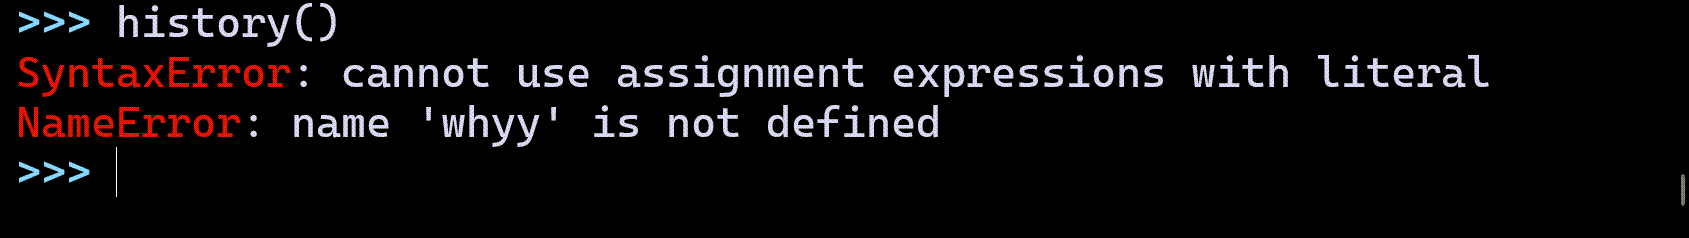 >>> history()
SyntaxError: cannot use assignment expressions with literal
NameError: name 'whyy' is not defined
>>>